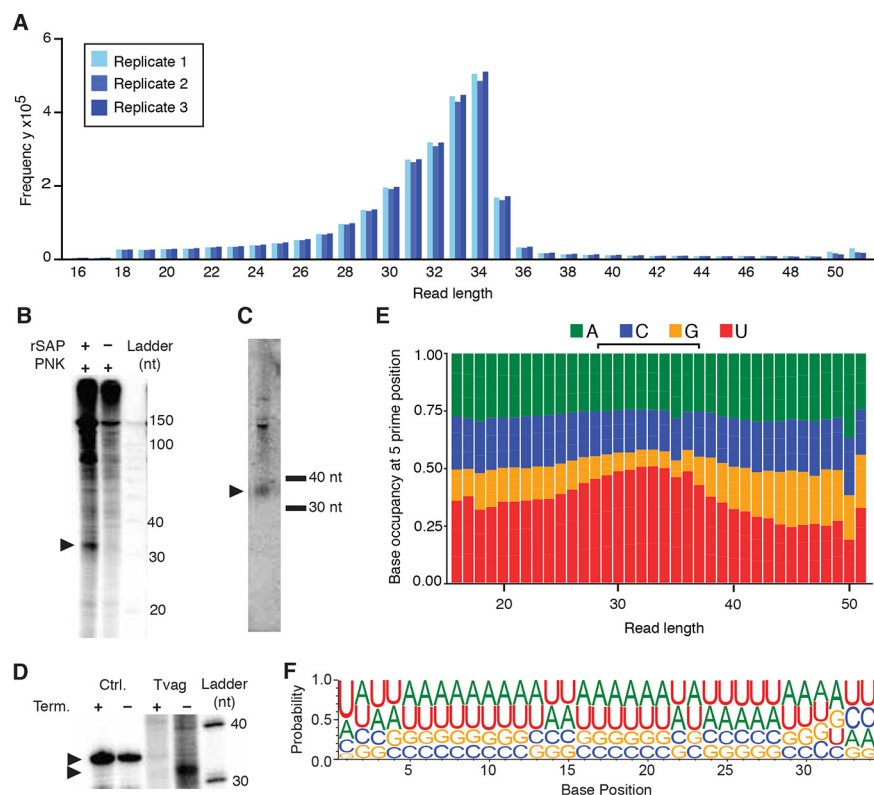 A
6
4
2
0
Frequenc y x10⁵
Replicate 1
Replicate 2
Replicate 3
16 18 20 22 24 26 28 30 32 34 36 38 40 42 44 46 48 50
Read length
B
rSAP + − Ladder
PNK + + (nt)
150
100
40
30
20
C
40 nt
30 nt
D
Ctrl. Tvag Ladder
Term. + − + − (nt)
40
30
E
A C G U
1.00
0.75
0.50
0.25
0.00
Base occupancy at 5 prime position
20 30 40 50
Read length
F
1.0
0.5
0.0
Probability
UAUUAAAAAAAAAUUAAAAAAUAUUUUUAAAAUU
5 10 15 20 25 30
Base Position